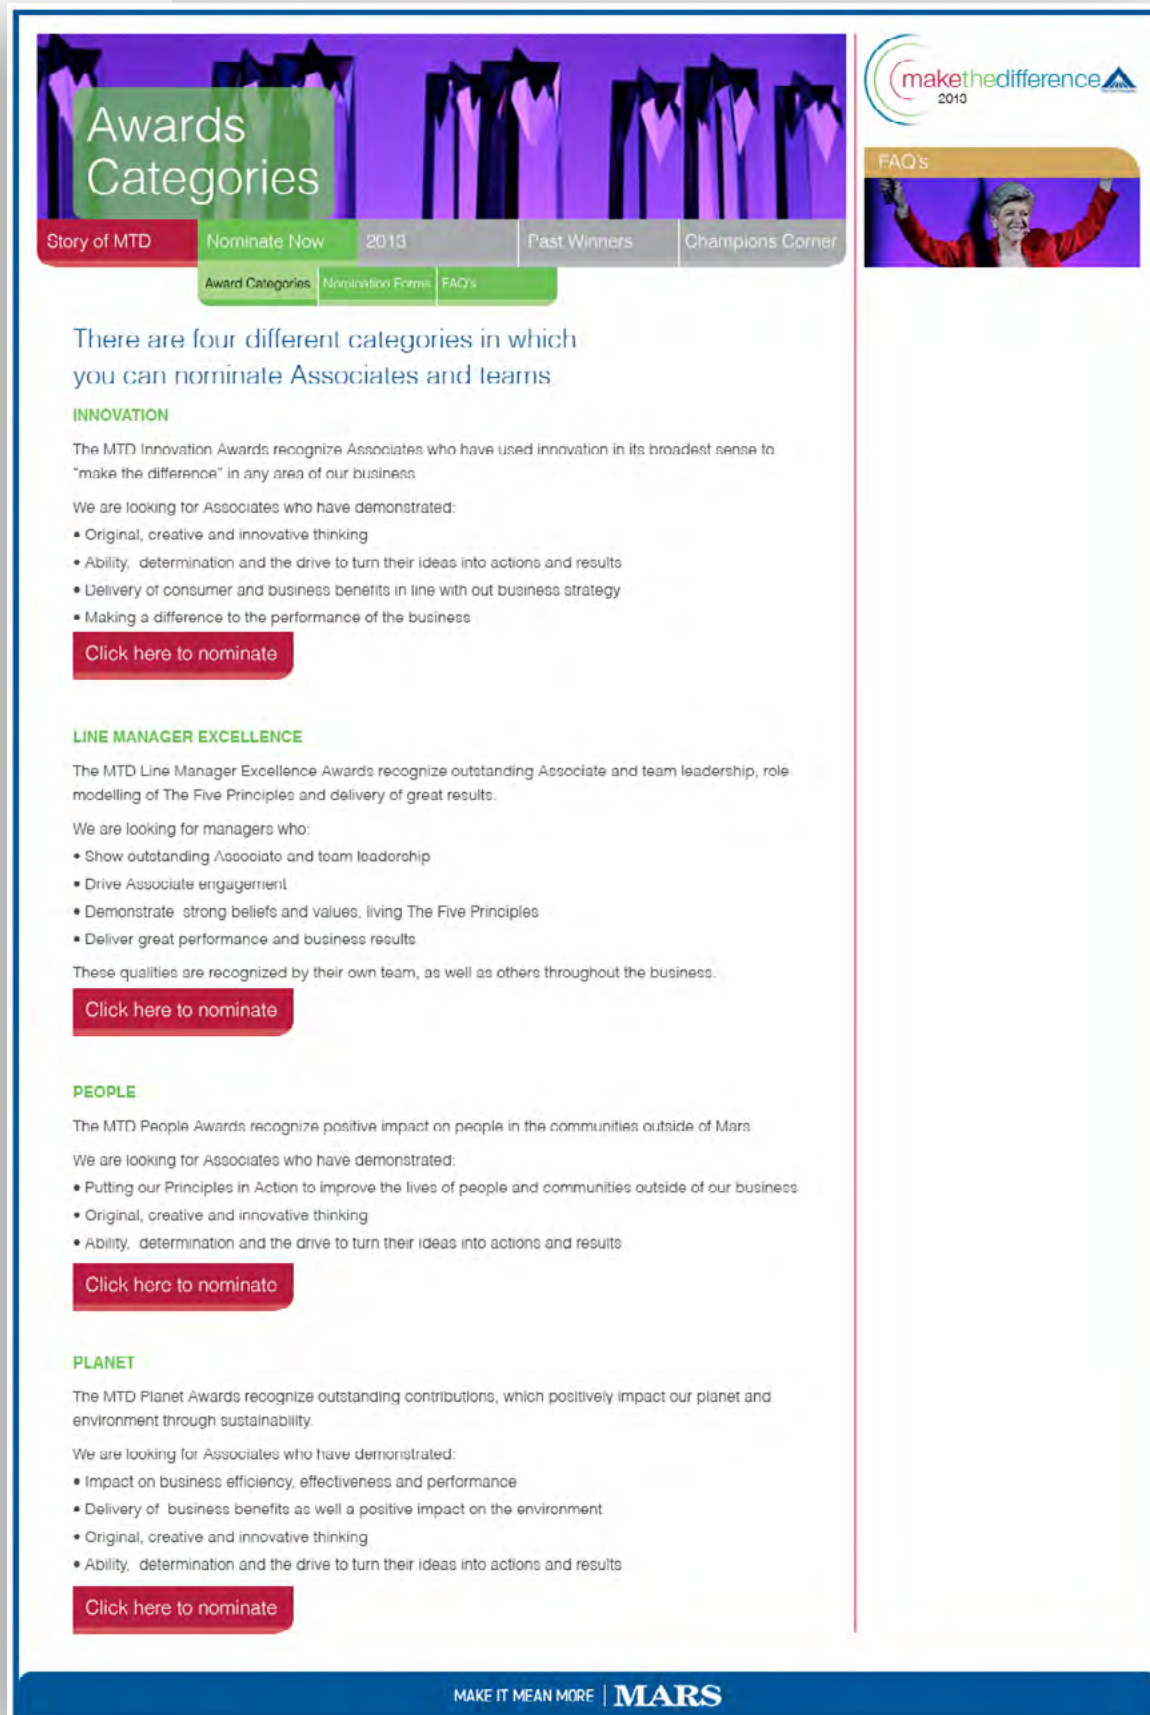 Awards
Categories
makethedifference
2013
FAQ's
Story of MTD
Nominate Now
2013
Past Winners
Champions Corner
Award Categories
Nomination Forms
FAQ's
There are four different categories in which
you can nominate Associates and teams
INNOVATION
The MTD Innovation Awards recognize Associates who have used innovation in its broadest sense to
"make the difference" in any area of our business
We are looking for Associates who have demonstrated:
• Original, creative and innovative thinking
• Ability, determination and the drive to turn their ideas into actions and results
• Delivery of consumer and business benefits in line with out business strategy
• Making a difference to the performance of the business
Click here to nominate
LINE MANAGER EXCELLENCE
The MTD Line Manager Excellence Awards recognize outstanding Associate and team leadership, role
modelling of The Five Principles and delivery of great results.
We are looking for managers who:
• Show outstanding Associate and team leadership
• Drive Associate engagement
• Demonstrate strong beliefs and values, living The Five Principles
• Deliver great performance and business results
These qualities are recognized by their own team, as well as others throughout the business.
Click here to nominate
PEOPLE
The MTD People Awards recognize positive impact on people in the communities outside of Mars
We are looking for Associates who have demonstrated:
• Putting our Principles in Action to improve the lives of people and communities outside of our business
• Original, creative and innovative thinking
• Ability, determination and the drive to turn their ideas into actions and results
Click here to nominate
PLANET
The MTD Planet Awards recognize outstanding contributions, which positively impact our planet and
environment through sustainability.
We are looking for Associates who have demonstrated:
• Impact on business efficiency, effectiveness and performance
• Delivery of business benefits as well a positive impact on the environment
• Original, creative and innovative thinking
• Ability, determination and the drive to turn their ideas into actions and results
Click here to nominate
MAKE IT MEAN MORE | MARS